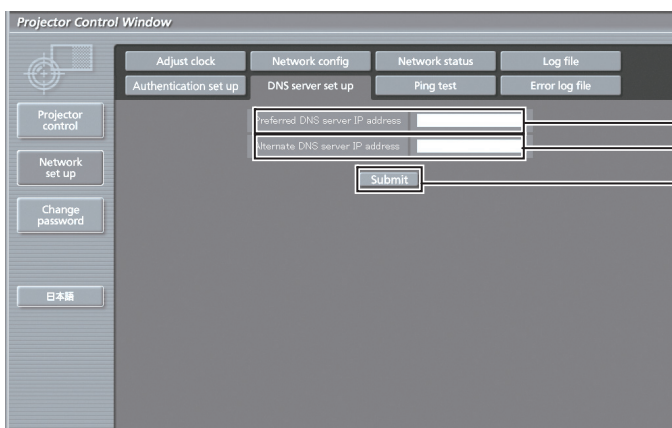 Projector Control Window
Adjust clock
Network config
Network status
Log file
Authentication set up
DNS server set up
Ping test
Error log file
Projector
control
Network
set up
Change
password
日本語
Preferred DNS server IP address
Alternate DNS server IP address
Submit